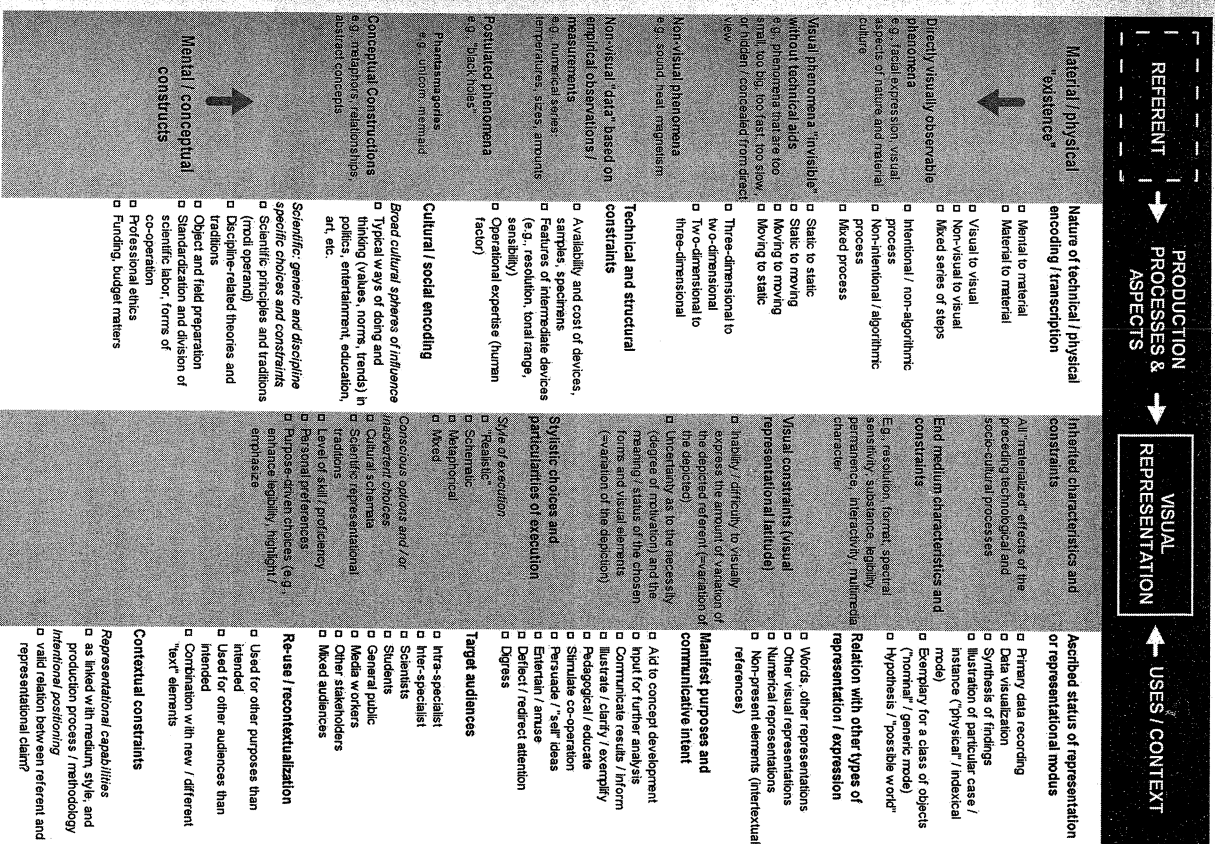 REFERENT
PRODUCTION
PROCESSES &
ASPECTS
VISUAL
REPRESENTATION
USES / CONTEXT
Material / physical
"existence"
Directly visually observable
phenomena
e.g., facial expression, visual
aspects of nature and material
culture
Visual phenomena "invisible"
without technical aids
e.g. phenomena that are too
small, too big, too fast, too slow,
or hidden / concealed from direct
view
Non-visual phenomena
e.g. sound, heat, magnetism
Non-visual "data" based on
empirical observations /
measurements
e.g. numerical series:
temperatures, sizes, amounts
Postulated phenomena
e.g. "black holes"
Phantasmagorias
e.g. unicorn, mermaid
Conceptual Constructions
e.g. metaphors, relationships,
abstract concepts
Mental / conceptual
constructs
Nature of technical / physical
encoding / transcription
Mental to material
Material to material
Visual to visual
Non-visual to visual
Mixed series of steps
Intentional / non-algorithmic
process
Non-intentional / algorithmic
process
Mixed process
Static to static
Static to moving
Moving to moving
Moving to static
Three-dimensional to
two-dimensional
Two-dimensional to
three-dimensional
Technical and structural
constraints
Availability and cost of devices,
samples, specimens
Features of intermediate devices
(e.g., resolution, tonal range,
sensibility)
Operational expertise (human
factor)
Cultural / social encoding
Broad cultural spheres of influence
Typical ways of doing and
thinking (values, norms, trends) in
politics, entertainment, education,
art, etc.
Scientific: generic and discipline
specific choices and constraints
Scientific principles and traditions
(modi operandi)
Discipline-related theories and
traditions
Object and field preparation
Standardization and division of
scientific labor, forms of
co-operation
Professional ethics
Funding, budget matters
Inherited characteristics and
constraints
All "materialized" effects of the
preceding technological and
socio-cultural processes
End medium characteristics and
constraints
E.g. resolution, format, spectral
sensitivity, substance, legibility,
permanence, interactivity, multimedia
character
Visual constraints (visual
representational latitude)
Inability / difficulty to visually
express the amount of variation of
the depicted referent (=variation of
the depicted)
Uncertainty as to the necessity
(degree of motivation) and the
meaning / status of the chosen
forms and visual elements
(=variation of the depiction)
Stylistic choices and
particularities of execution
Style of execution
"Realistic"
Schematic
Metaphorical
Mixed
Conscious options and / or
inadvertent choices
Cultural schemata
Scientific representational
traditions
Level of skill / proficiency
Personal preferences
Purpose-driven choices (e.g.,
enhance legibility, highlight /
emphasize
Ascribed status of representation
or representational modus
Primary data recording
Data visualization
Synthesis of findings
Illustration of particular case /
instance ("physical" / indexical
mode)
Exemplary for a class of objects
("nominal" / generic mode)
Hypothesis / "possible world"
Relation with other types of
representation / expression
Words, other representations
Other visual representations
Numerical representations
Non-present elements (intertextual
references)
Manifest purposes and
communicative intent
Aid to concept development
Input for further analysis
Communicate results / inform
Illustrate / clarify / exemplify
Pedagogical / educate
Stimulate co-operation
Persuade / "sell" ideas
Entertain / amuse
Deflect / redirect attention
Digress
Target audiences
Intra-specialist
Inter-specialist
Scientists
Students
General public
Media workers
Other stakeholders
Mixed audiences
Re-use / recontextualization
Used for other purposes than
intended
Used for other audiences than
intended
Combination with new / different
"text" elements
Contextual constraints
Representational capabilities
as linked with medium, style, and
production process / methodology
Intentional positioning
valid relation between referent and
representational claim?